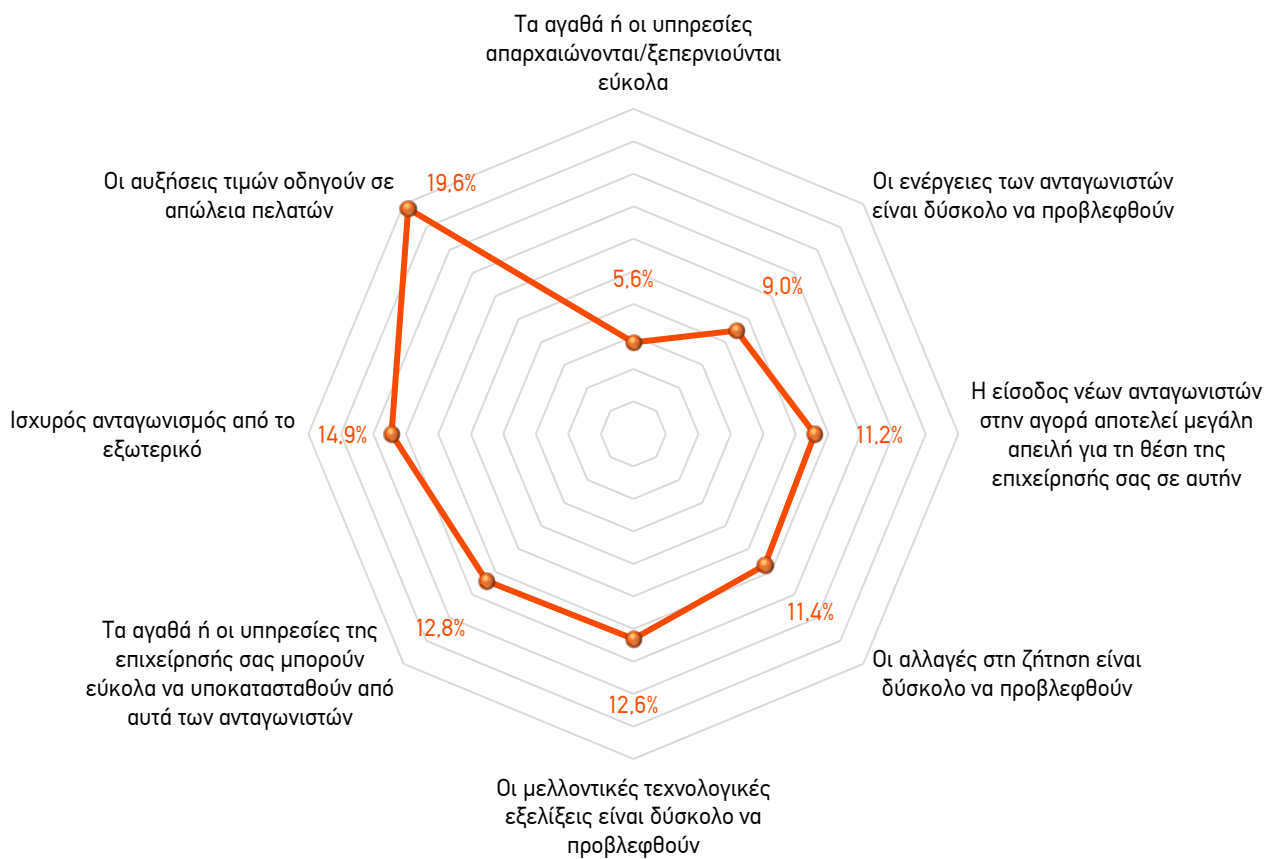 Τα αγαθά ή οι υπηρεσίες
απαρχαιώνονται/ξεπερνιούνται
εύκολα
5,6%
Οι ενέργειες των ανταγωνιστών
είναι δύσκολο να προβλεφθούν
9,0%
Η είσοδος νέων ανταγωνιστών
στην αγορά αποτελεί μεγάλη
απειλή για τη θέση της
επιχείρησής σας σε αυτήν
11,2%
Οι αλλαγές στη ζήτηση είναι
δύσκολο να προβλεφθούν
11,4%
Οι μελλοντικές τεχνολογικές
εξελίξεις είναι δύσκολο να
προβλεφθούν
12,6%
Τα αγαθά ή οι υπηρεσίες της
επιχείρησής σας μπορούν
εύκολα να υποκατασταθούν από
αυτά των ανταγωνιστών
12,8%
Ισχυρός ανταγωνισμός από το
εξωτερικό
14,9%
Οι αυξήσεις τιμών οδηγούν σε
απώλεια πελατών
19,6%